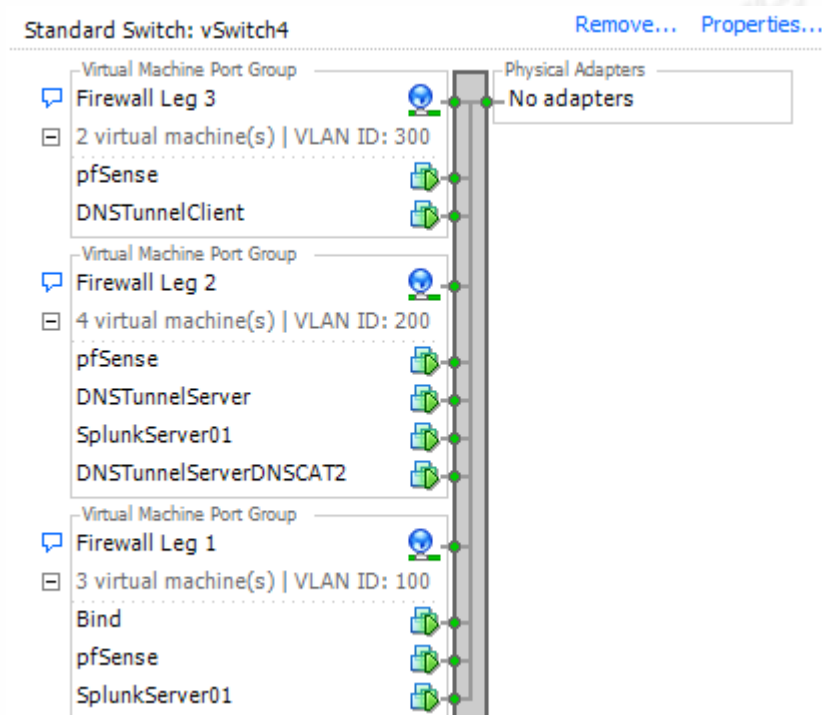 Standard Switch: vSwitch4 Remove... Properties...
Virtual Machine Port Group
Physical Adapters
Firewall Leg 3
No adapters
2 virtual machine(s) | VLAN ID: 300
pfSense
DNSTunnelClient
Virtual Machine Port Group
Firewall Leg 2
4 virtual machine(s) | VLAN ID: 200
pfSense
DNSTunnelServer
SplunkServer01
DNSTunnelServerDNSCAT2
Virtual Machine Port Group
Firewall Leg 1
3 virtual machine(s) | VLAN ID: 100
Bind
pfSense
SplunkServer01